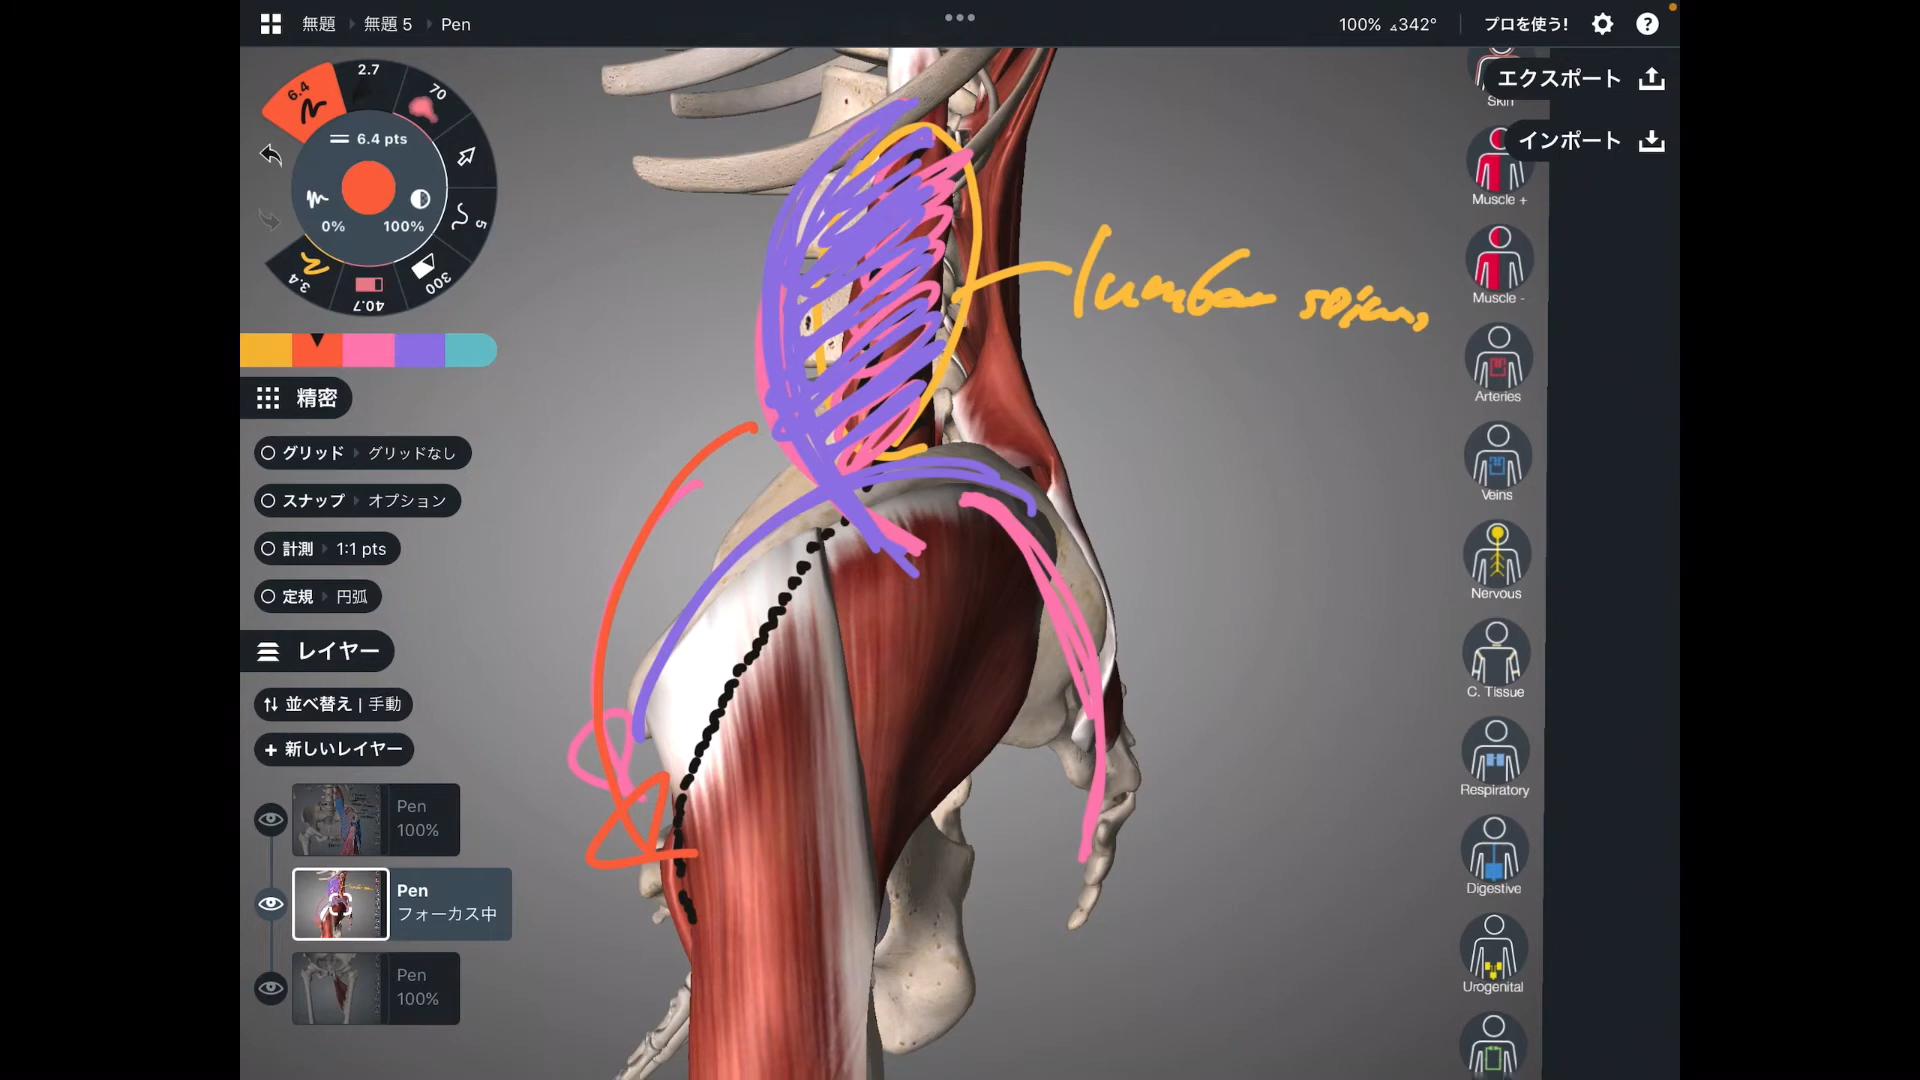 無題 無題 5 Pen
100% 342°
プロを使う!
エクスポート
インポート
2.7
6.4
70
6.4 pts
0% 100%
5
300
40.7
3.4
lumbar
精密
グリッド グリッドなし
スナップ オプション
計測 1:1 pts
定規 円弧
レイヤー
並べ替え | 手動
新しいレイヤー
Pen
100%
Pen
フォーカス中
Pen
100%
Skin
Muscle +
Muscle -
Arteries
Veins
Nervous
C. Tissue
Respiratory
Digestive
Urogenital